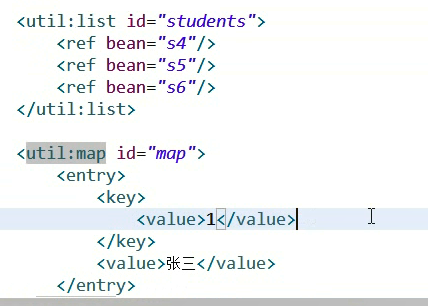 <util:list id="students">
    <ref bean="s4"/>
    <ref bean="s5"/>
    <ref bean="s6"/>
</util:list>

<util:map id="map">
    <entry>
        <key>
            <value>1</value>
        </key>
        <value>张三</value>
    </entry>